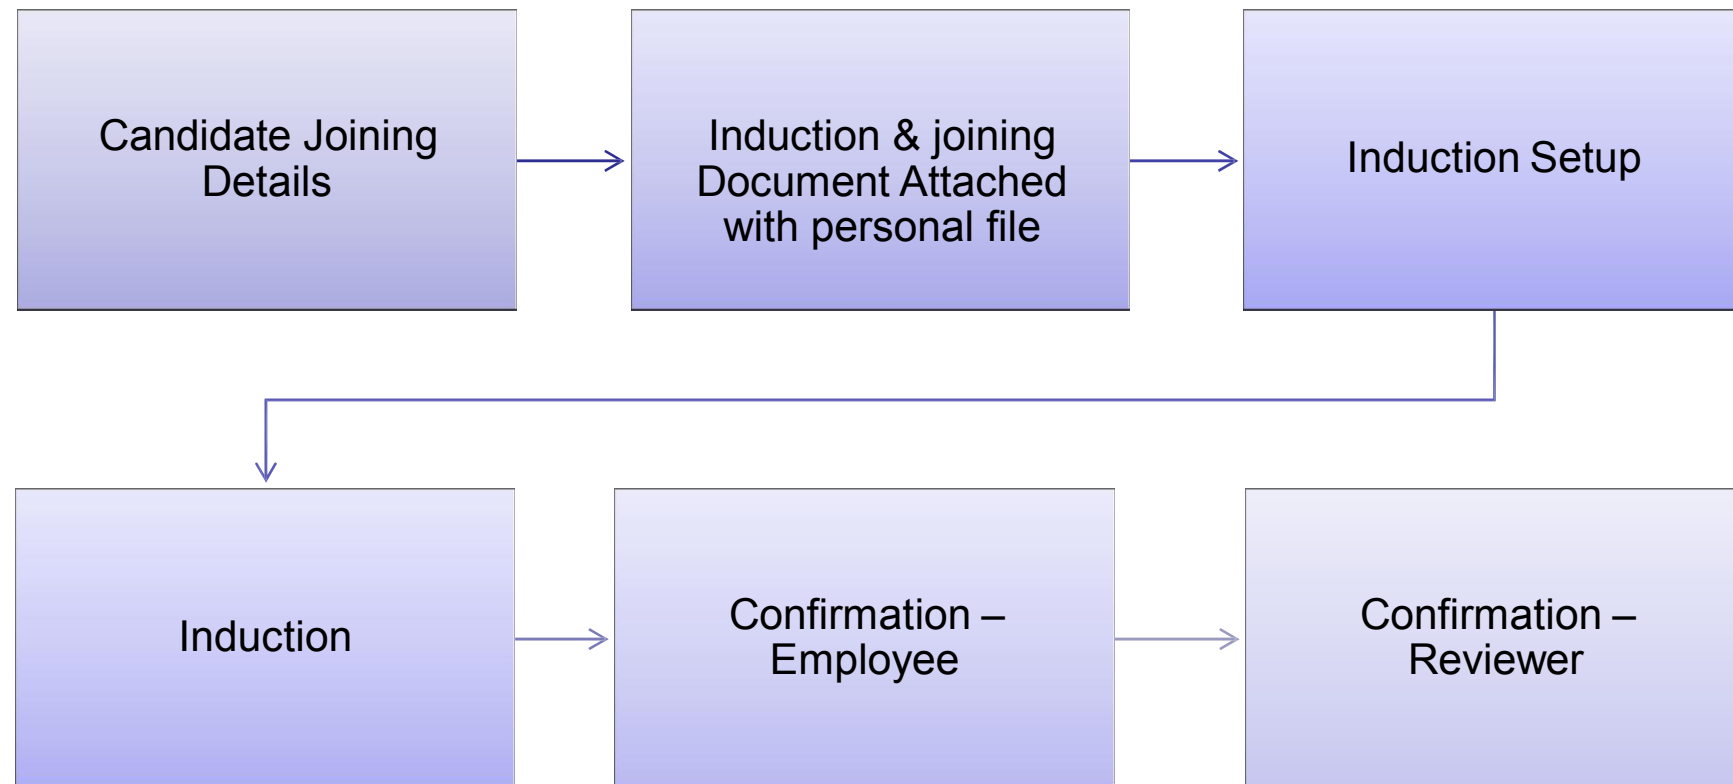 Candidate Joining
Details
Induction & joining
Document Attached
with personal file
Induction Setup
Induction
Confirmation –
Employee
Confirmation –
Reviewer